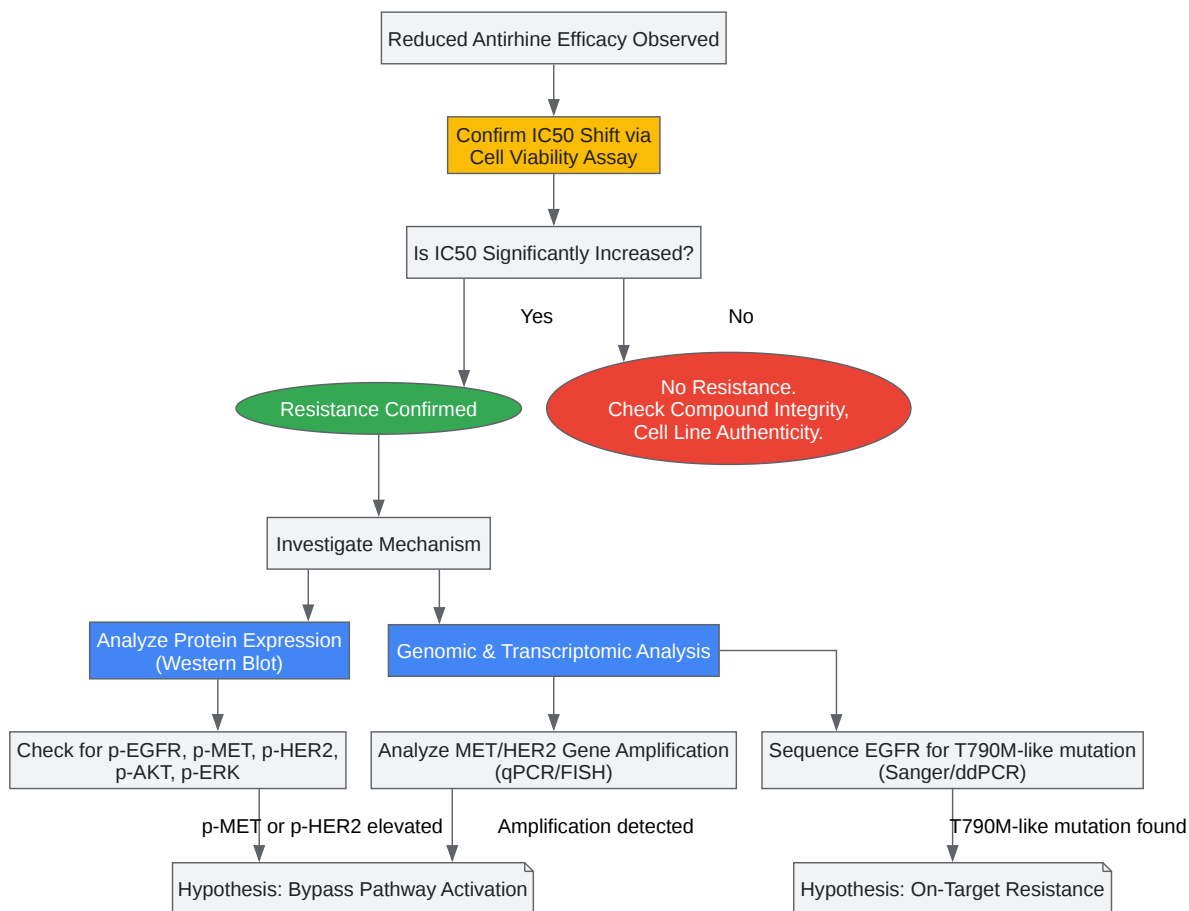 Reduced Antirhine Efficacy Observed
Confirm IC50 Shift via
Cell Viability Assay
Is IC50 Significantly Increased?
Yes
No
Resistance Confirmed
No Resistance.
Check Compound Integrity,
Cell Line Authenticity.
Investigate Mechanism
Analyze Protein Expression
(Western Blot)
Genomic & Transcriptomic Analysis
Check for p-EGFR, p-MET, p-HER2,
p-AKT, p-ERK
Analyze MET/HER2 Gene Amplification
(qPCR/FISH)
Sequence EGFR for T790M-like mutation
(Sanger/ddPCR)
p-MET or p-HER2 elevated
Amplification detected
T790M-like mutation found
Hypothesis: Bypass Pathway Activation
Hypothesis: On-Target Resistance